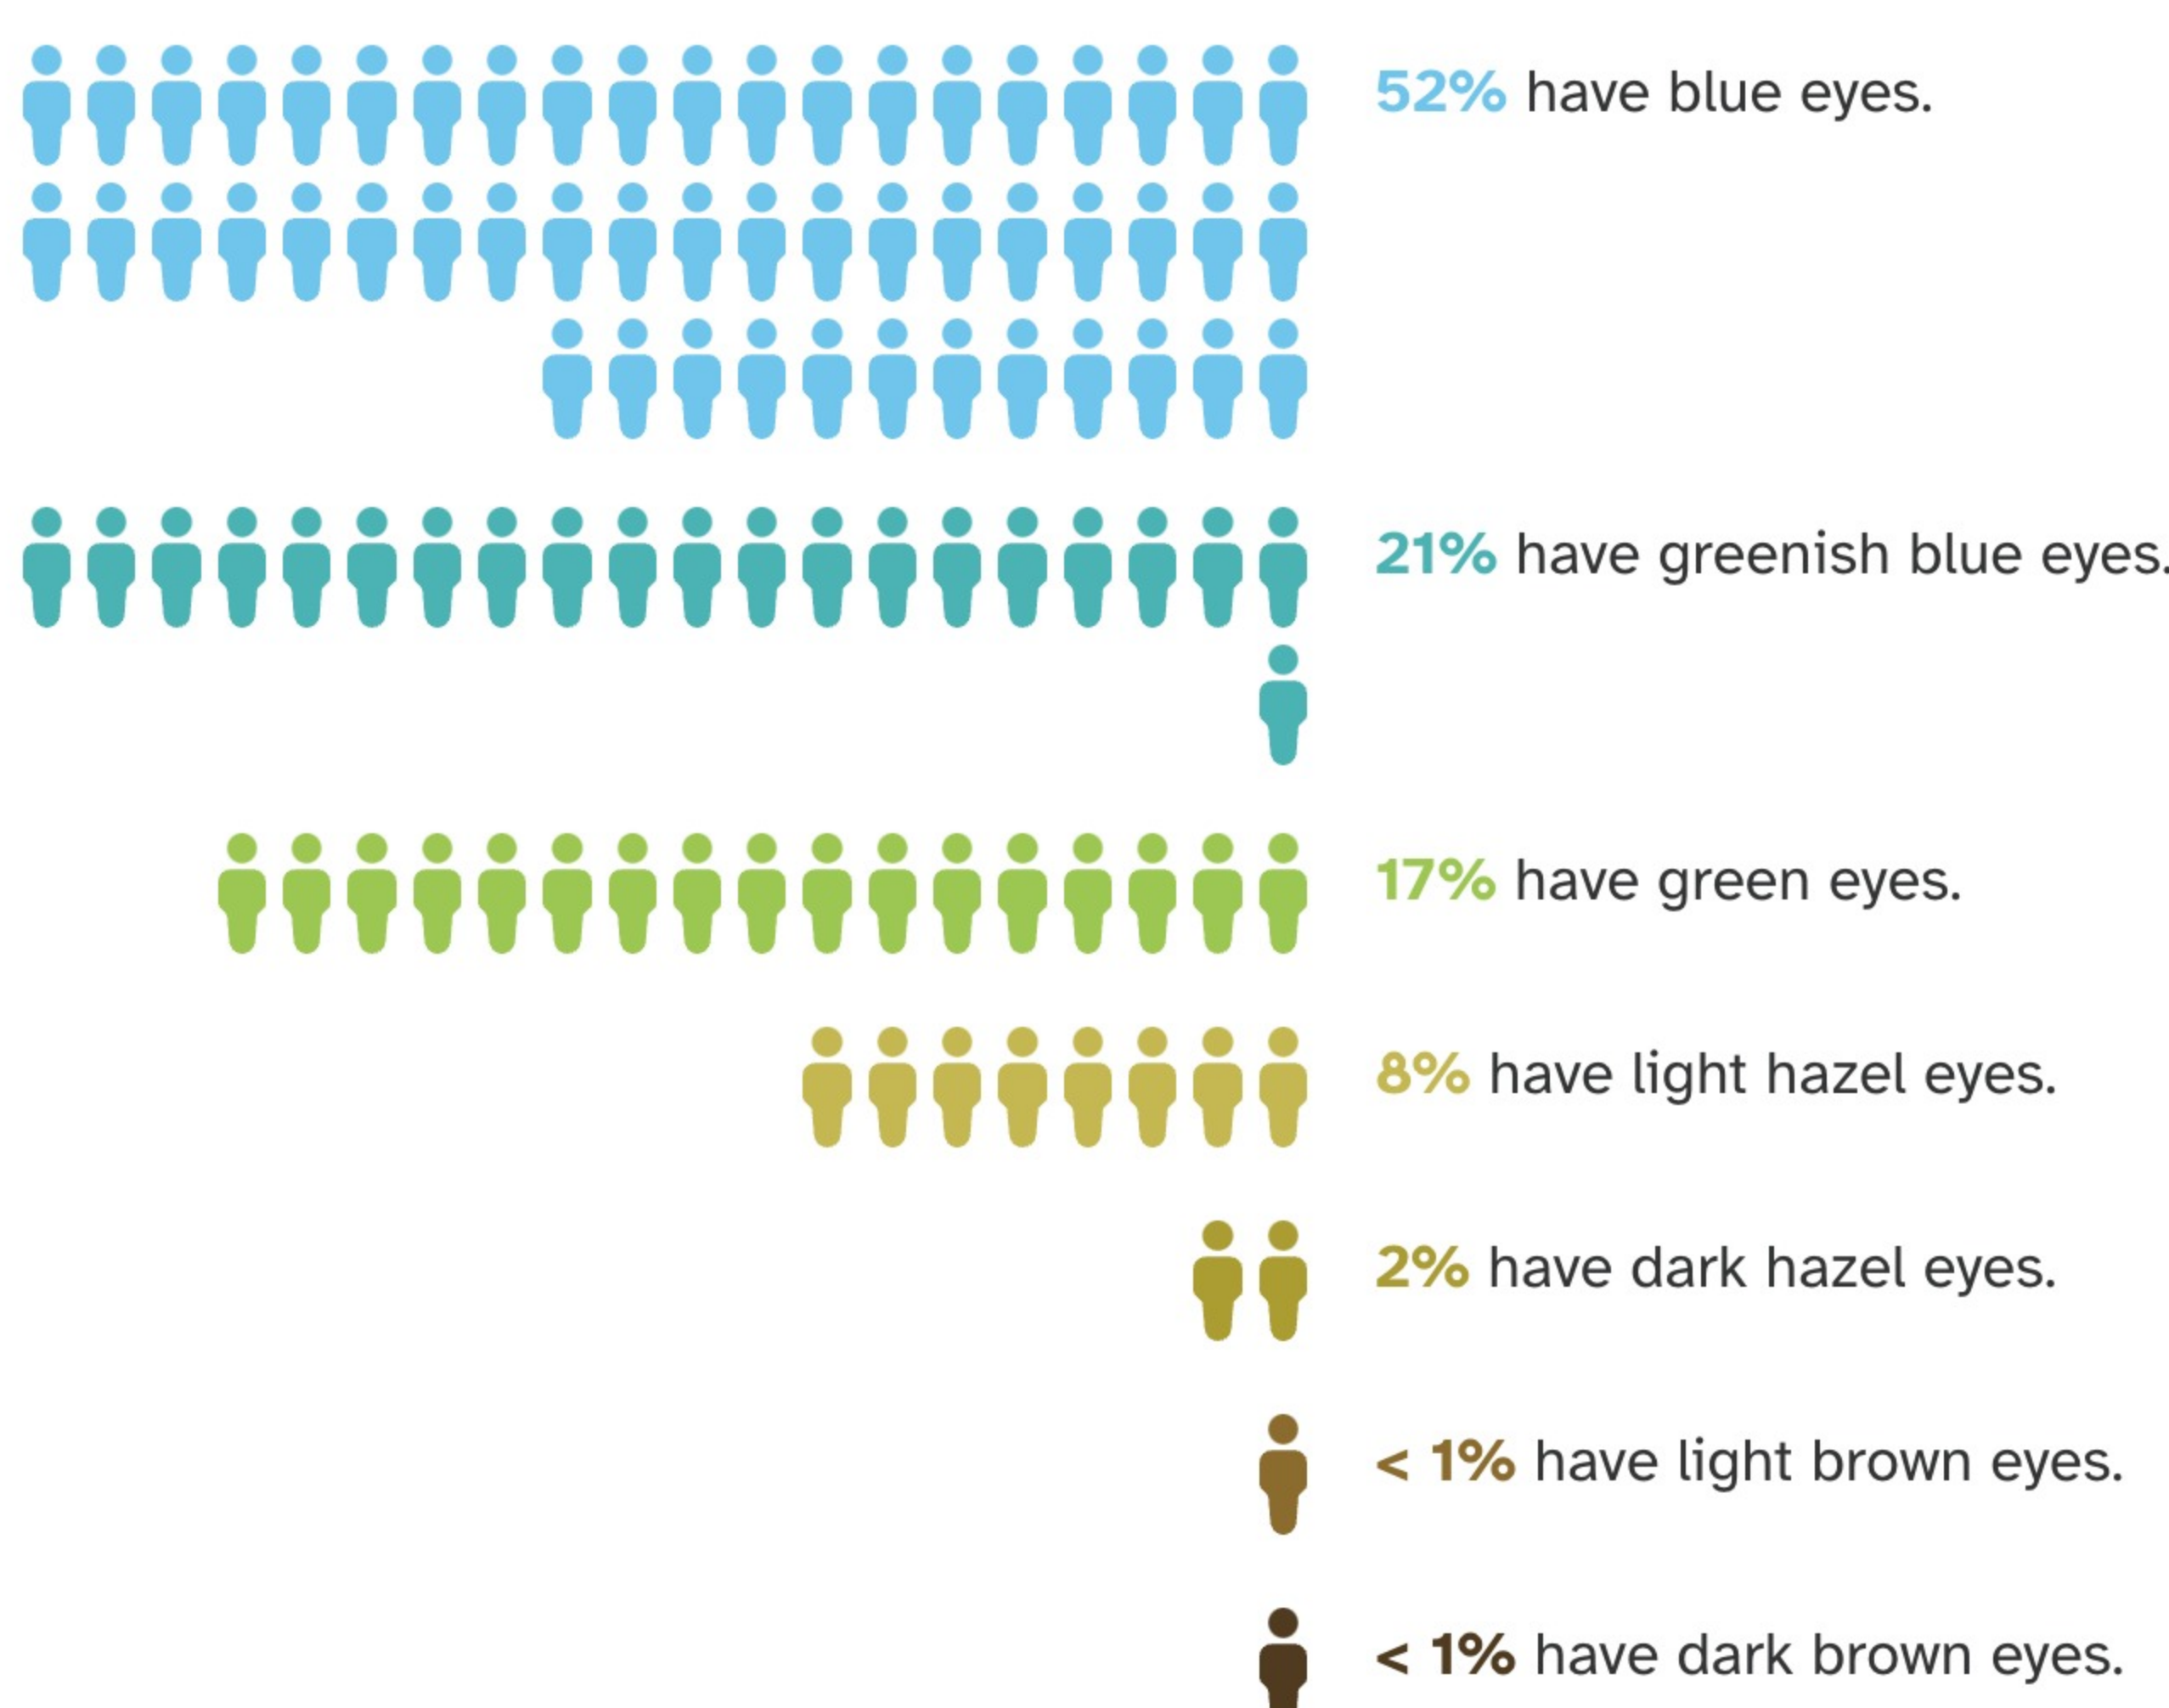 52% have blue eyes.
21% have greenish blue eyes.
17% have green eyes.
8% have light hazel eyes.
2% have dark hazel eyes.
< 1% have light brown eyes.
< 1% have dark brown eyes.